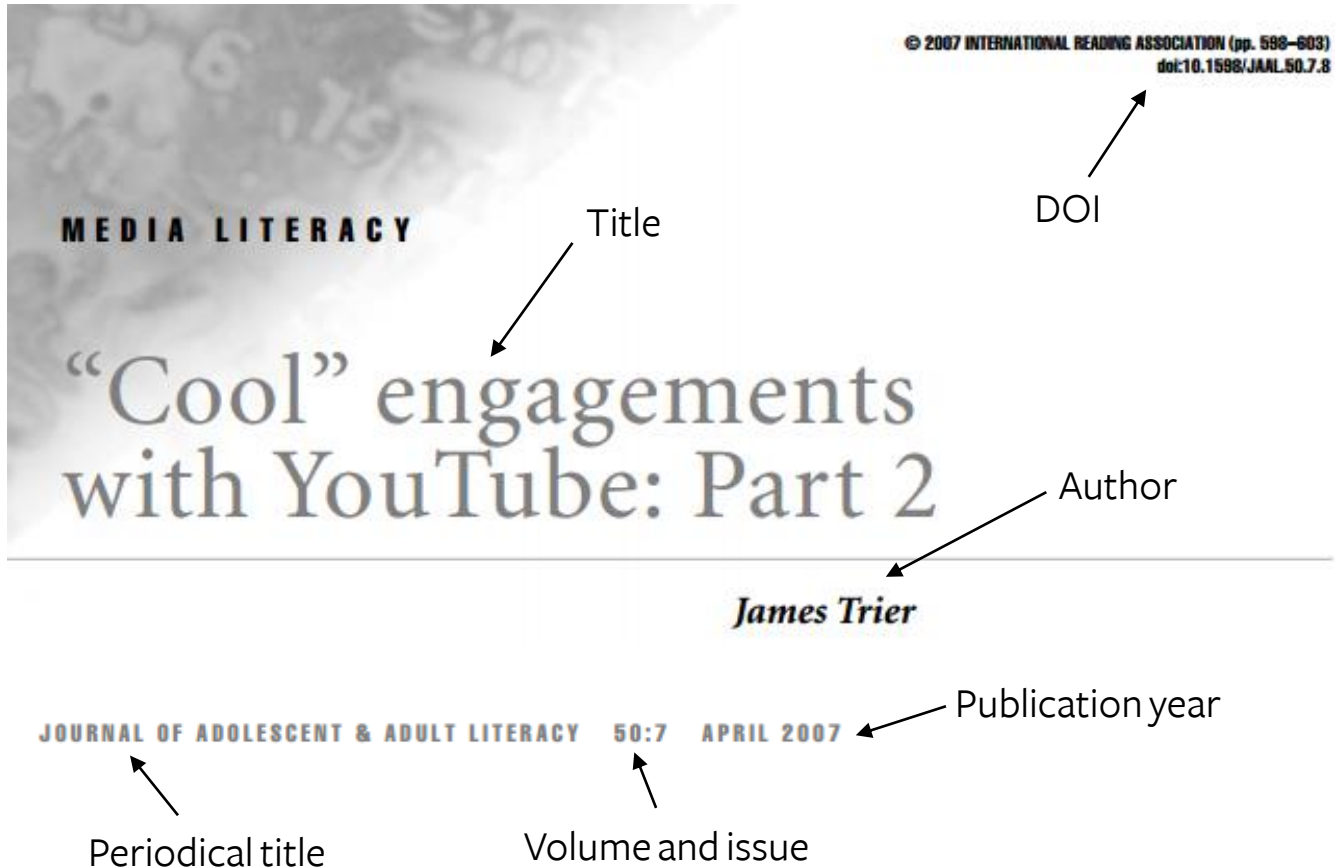 © 2007 INTERNATIONAL READING ASSOCIATION (pp. 598–603)
doi:10.1598/JAAL.50.7.8
DOI
MEDIA LITERACY
Title
“Cool” engagements
with YouTube: Part 2
Author
James Trier
Publication year
JOURNAL OF ADOLESCENT & ADULT LITERACY 50:7 APRIL 2007
Periodical title
Volume and issue